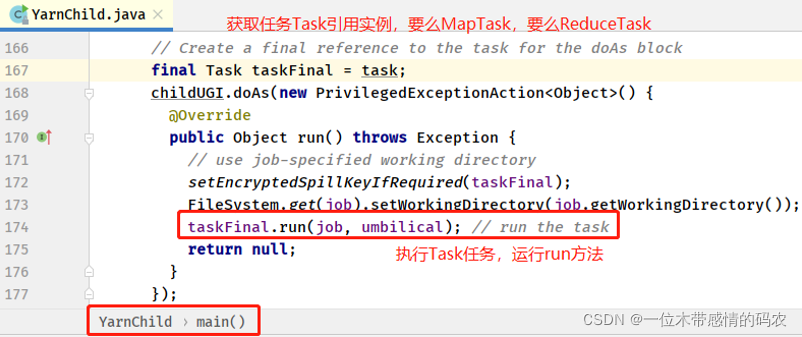 YarnChild.java
获取任务Task引用实例，要么MapTask，要么ReduceTask
166 // Create a final reference to the task for the doAs block
167 final Task taskFinal = task;
168 childUGI.doAs(new PrivilegedExceptionAction<Object>() {
169 @Override
170 public Object run() throws Exception {
171 // use job-specified working directory
172 setEncryptedSpillKeyIfRequired(taskFinal);
173 FileSystem.get(job).setWorkingDirectory(job.getWorkingDirectory());
174 taskFinal.run(job, umbilical); // run the task
175 return null;
执行Task任务，运行run方法
176 }
177 });
YarnChild › main()
CSDN @一位木带感情的码农